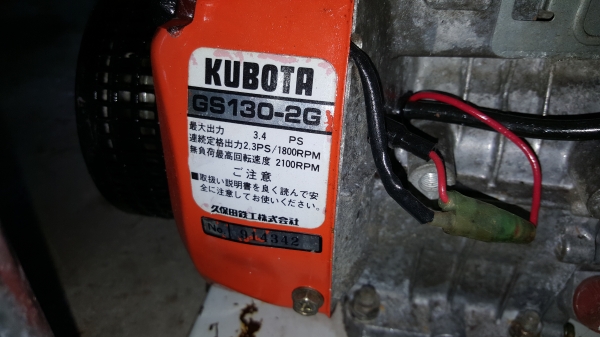 KUBOTA
GS130-2G
最大出力 3.4 PS
連続定格出力2.3PS/1800RPM
無負荷最高回転速度 2100RPM
ご注意
■取扱い説明書を良く読んで安
全に注意してお使いください。
久保田鉄工株式会社
No. 914342